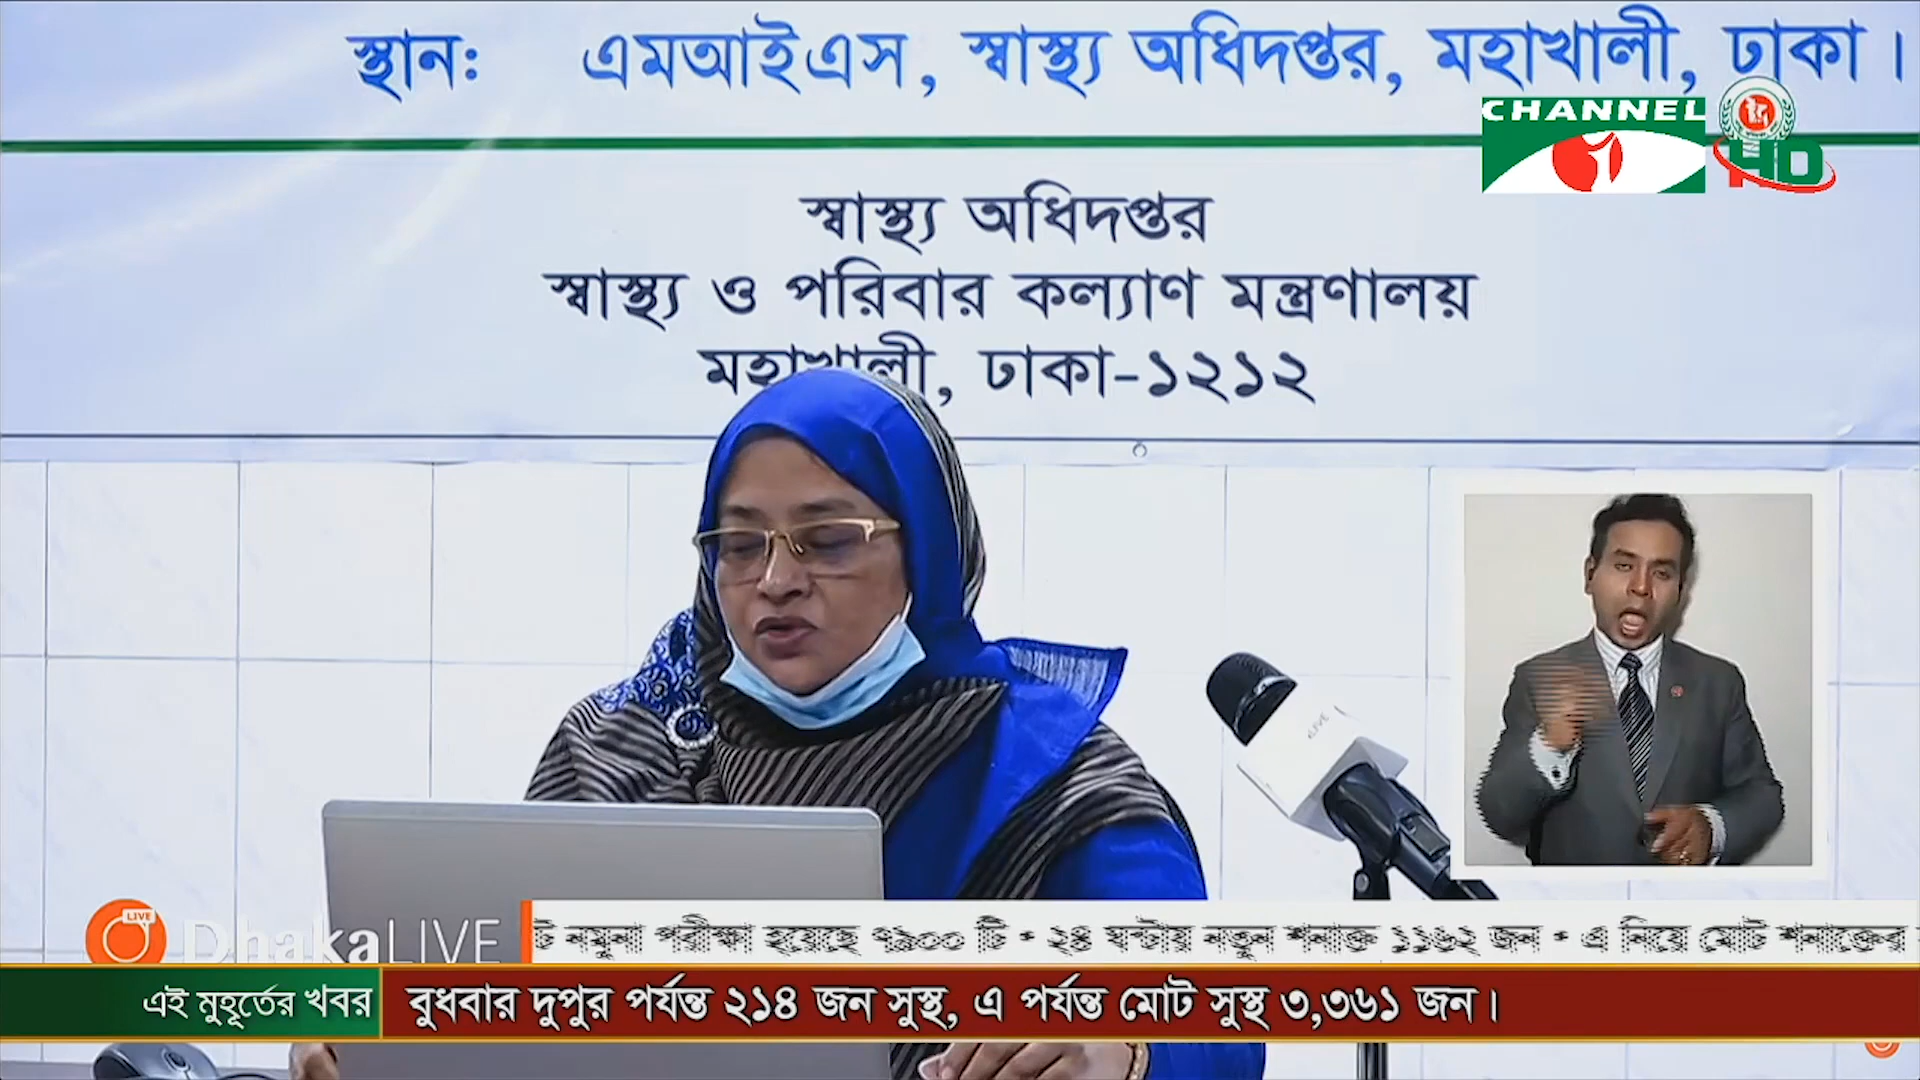 স্থান: এমআইএস, স্বাস্থ্য অধিদপ্তর, মহাখালী, ঢাকা।
CHANNEL i
HD
স্বাস্থ্য অধিদপ্তর
স্বাস্থ্য ও পরিবার কল্যাণ মন্ত্রণালয়
মহাখালী, ঢাকা-১২১২
LIVE
LIVE
DhakaLIVE
ট নমুনা পরীক্ষা হয়েছে ৭৯০০ টি • ২৪ ঘন্টায় নতুন শনাক্ত ১১৬২ জন • এ নিয়ে মোট শনাক্তের
এই মুহূর্তের খবর
বুধবার দুপুর পর্যন্ত ২১৪ জন সুস্থ, এ পর্যন্ত মোট সুস্থ ৩,৩৬১ জন।